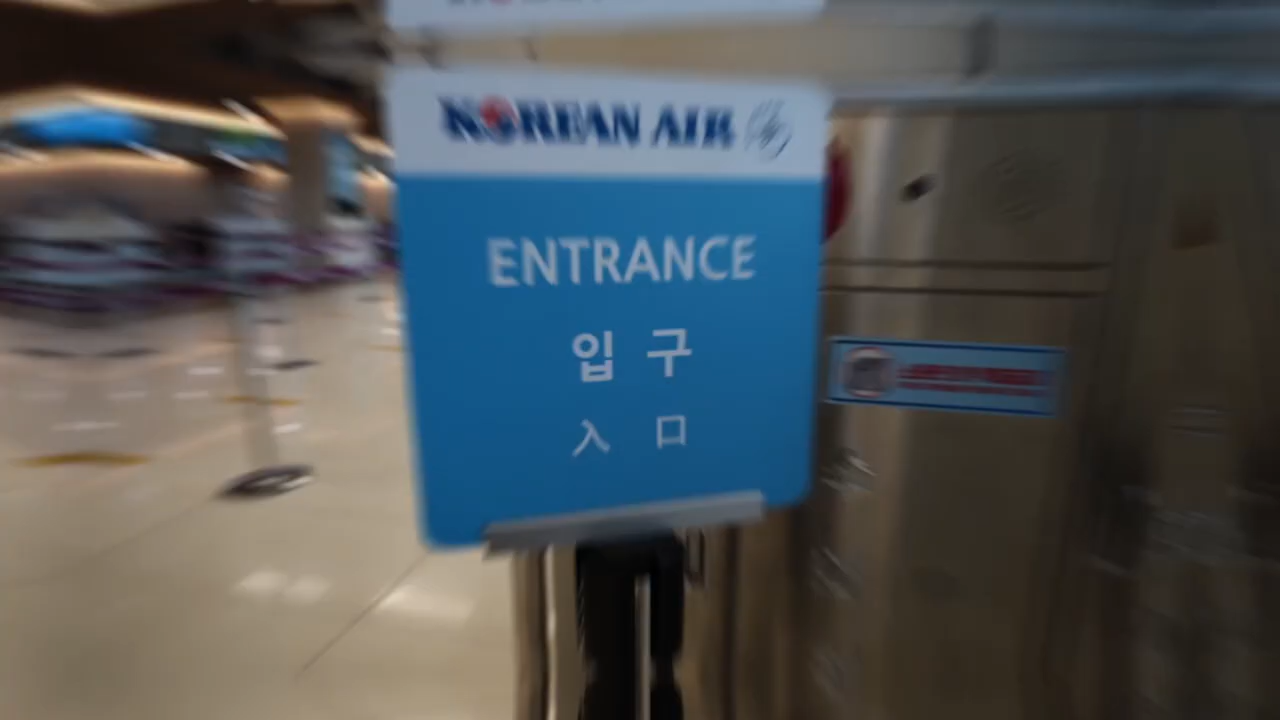 KOREAN AIR
ENTRANCE
입 구
入 口